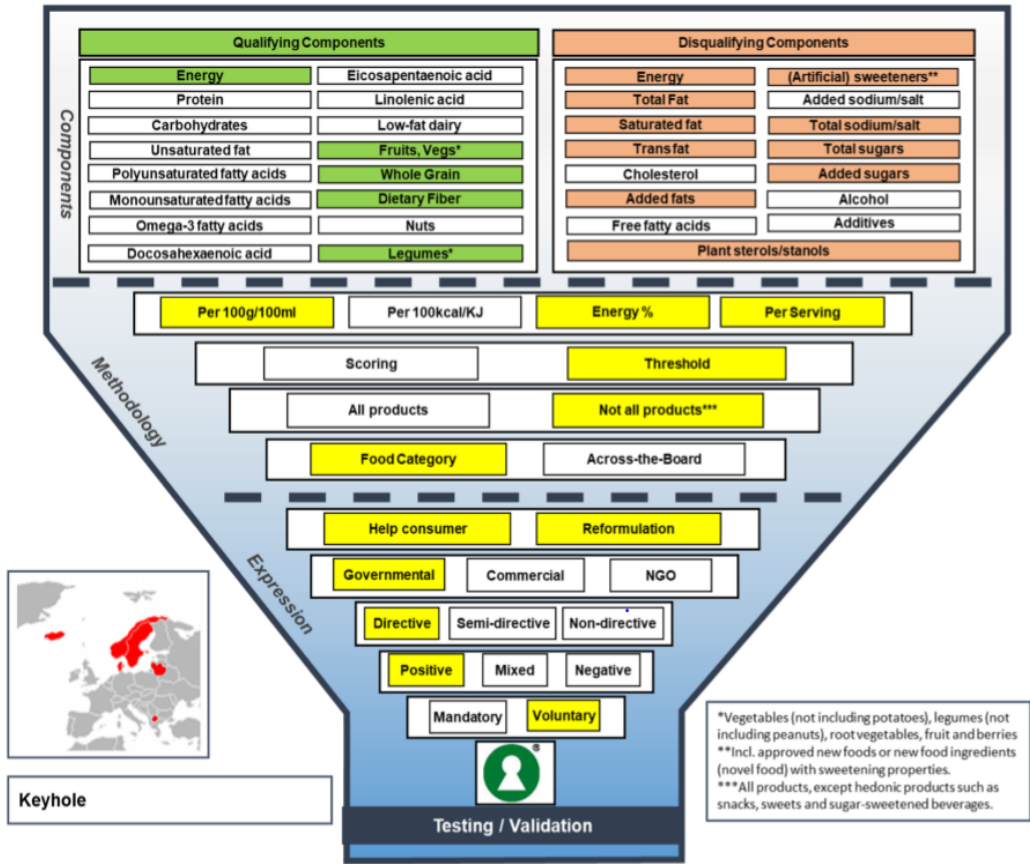 Qualifying Components
Disqualifying Components
Components
Energy
Eicosapentaenoic acid
Protein
Linolenic acid
Carbohydrates
Low-fat dairy
Unsaturated fat
Fruits, Vegs*
Polyunsaturated fatty acids
Whole Grain
Monounsaturated fatty acids
Dietary Fiber
Omega-3 fatty acids
Nuts
Docosahexaenoic acid
Legumes*
Energy
(Artificial) sweeteners**
Total Fat
Added sodium/salt
Saturated fat
Total sodium/salt
Trans fat
Total sugars
Cholesterol
Added sugars
Added fats
Alcohol
Free fatty acids
Additives
Plant sterols/stanols
Methodology
Per 100g/100ml
Per 100kcal/KJ
Energy %
Per Serving
Scoring
Threshold
All products
Not all products***
Food Category
Across-the-Board
Expression
Help consumer
Reformulation
Governmental
Commercial
NGO
Directive
Semi-directive
Non-directive
Positive
Mixed
Negative
Mandatory
Voluntary
®
Testing / Validation
Keyhole
*Vegetables (not including potatoes), legumes (not
including peanuts), root vegetables, fruit and berries
**Incl. approved new foods or new food ingredients
(novel food) with sweetening properties.
***All products, except hedonic products such as
snacks, sweets and sugar-sweetened beverages.